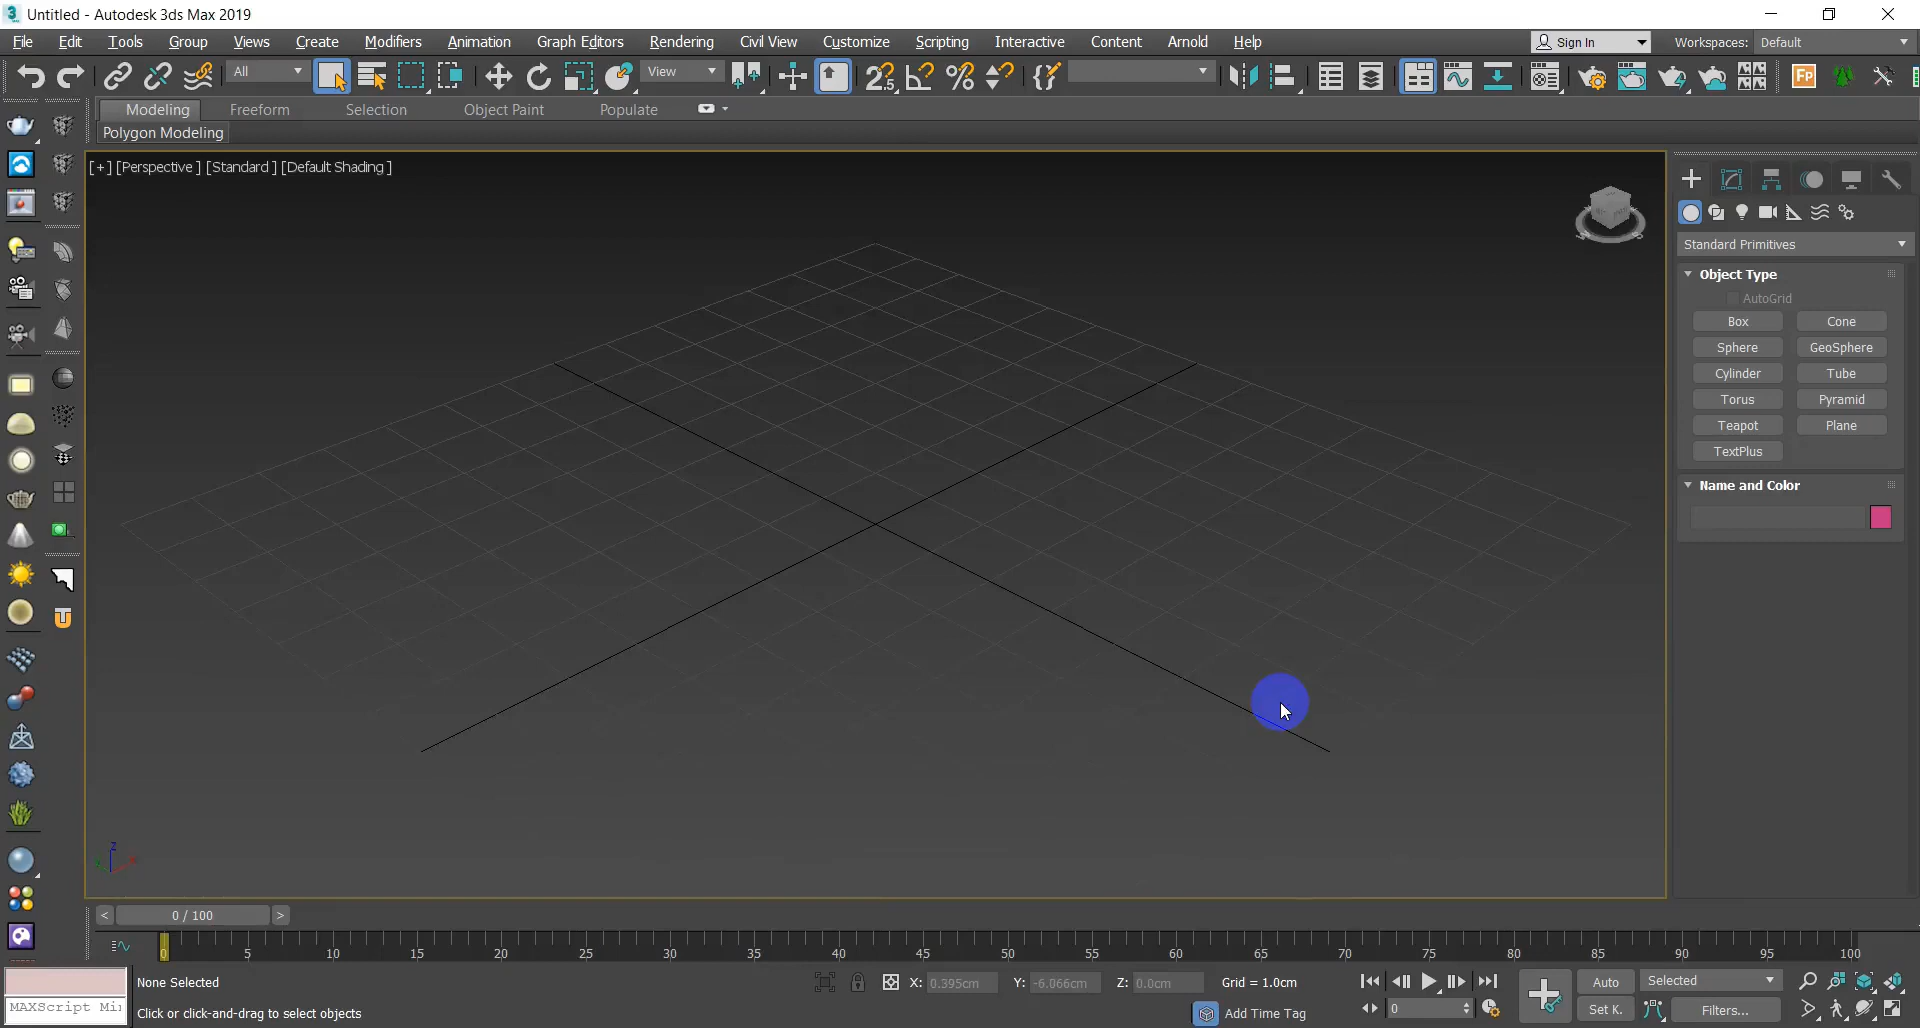 Untitled - Autodesk 3ds Max 2019
File Edit Tools Group Views Create Modifiers Animation Graph Editors Rendering Civil View Customize Scripting Interactive Content Arnold Help Sign In Workspaces: Default
All View Fp
Modeling Freeform Selection Object Paint Populate
Polygon Modeling
[+] [Perspective ] [Standard ] [Default Shading ]
Standard Primitives
Object Type
AutoGrid
Box Cone
Sphere GeoSphere
Cylinder Tube
Torus Pyramid
Teapot Plane
TextPlus
Name and Color
z
< 0 / 100 >
0 5 10 15 20 25 30 35 40 45 50 55 60 65 70 75 80 85 90 95 100
None Selected X: 0.395cm Y: -6.066cm Z: 0.0cm Grid = 1.0cm Auto Selected
MAXScript Mi Click or click-and-drag to select objects Add Time Tag 0 Set K. Filters...